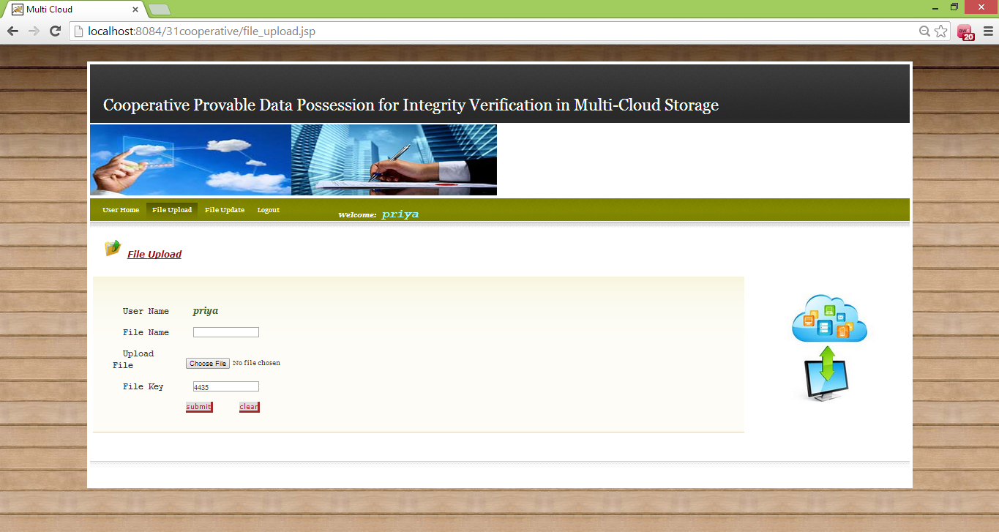 Multi Cloud
localhost:8084/31cooperative/file_upload.jsp
20
Cooperative Provable Data Possession for Integrity Verification in Multi-Cloud Storage
User Home File Upload File Update Logout Welcome: priya
File Upload
User Name priya
File Name
Upload
File Choose File No file chosen
File Key 4435
submit clear